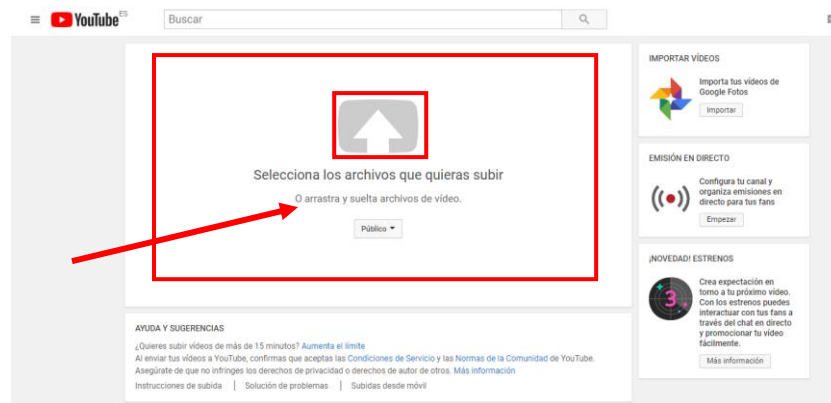 YouTube ES
Buscar
Selecciona los archivos que quieras subir
O arrastra y suelta archivos de vídeo.
Público
AYUDA Y SUGERENCIAS
¿Quieres subir vídeos de más de 15 minutos? Aumenta el límite
Al enviar tus vídeos a YouTube, confirmas que aceptas las Condiciones de Servicio y las Normas de la Comunidad de YouTube.
Asegúrate de que no infringes los derechos de privacidad o derechos de autor de otros. Más información
Instrucciones de subida | Solución de problemas | Subidas desde móvil
IMPORTAR VÍDEOS
Importa tus vídeos de
Google Fotos
Importar
EMISIÓN EN DIRECTO
Configura tu canal y
organiza emisiones en
directo para tus fans
Empezar
¡NOVEDAD! ESTRENOS
3
Crea expectación en
torno a tu próximo vídeo.
Con los estrenos puedes
interactuar con tus fans a
través del chat en directo
y promocionar tu vídeo
fácilmente.
Más información